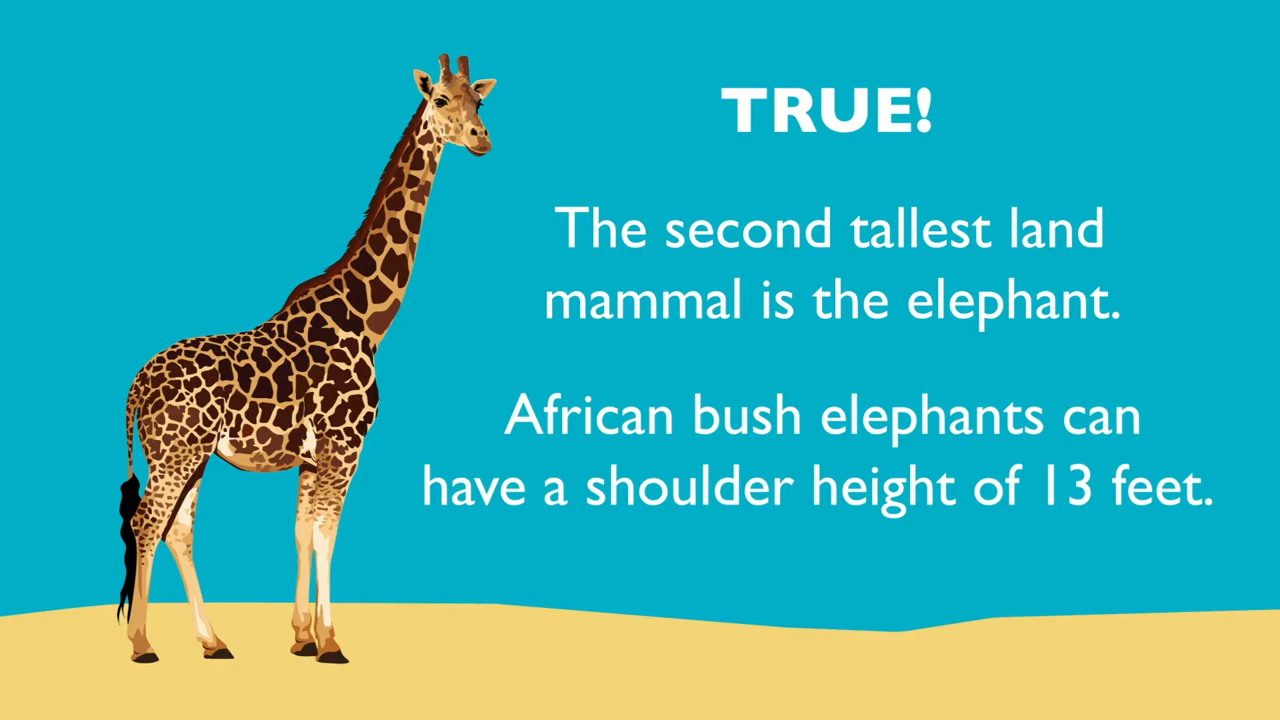 TRUE!
The second tallest land
mammal is the elephant.
African bush elephants can
have a shoulder height of 13 feet.